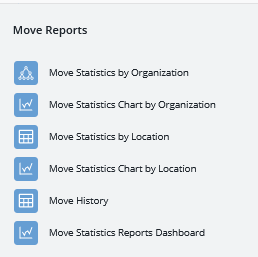 Move Reports
Move Statistics by Organization
Move Statistics Chart by Organization
Move Statistics by Location
Move Statistics Chart by Location
Move History
Move Statistics Reports Dashboard